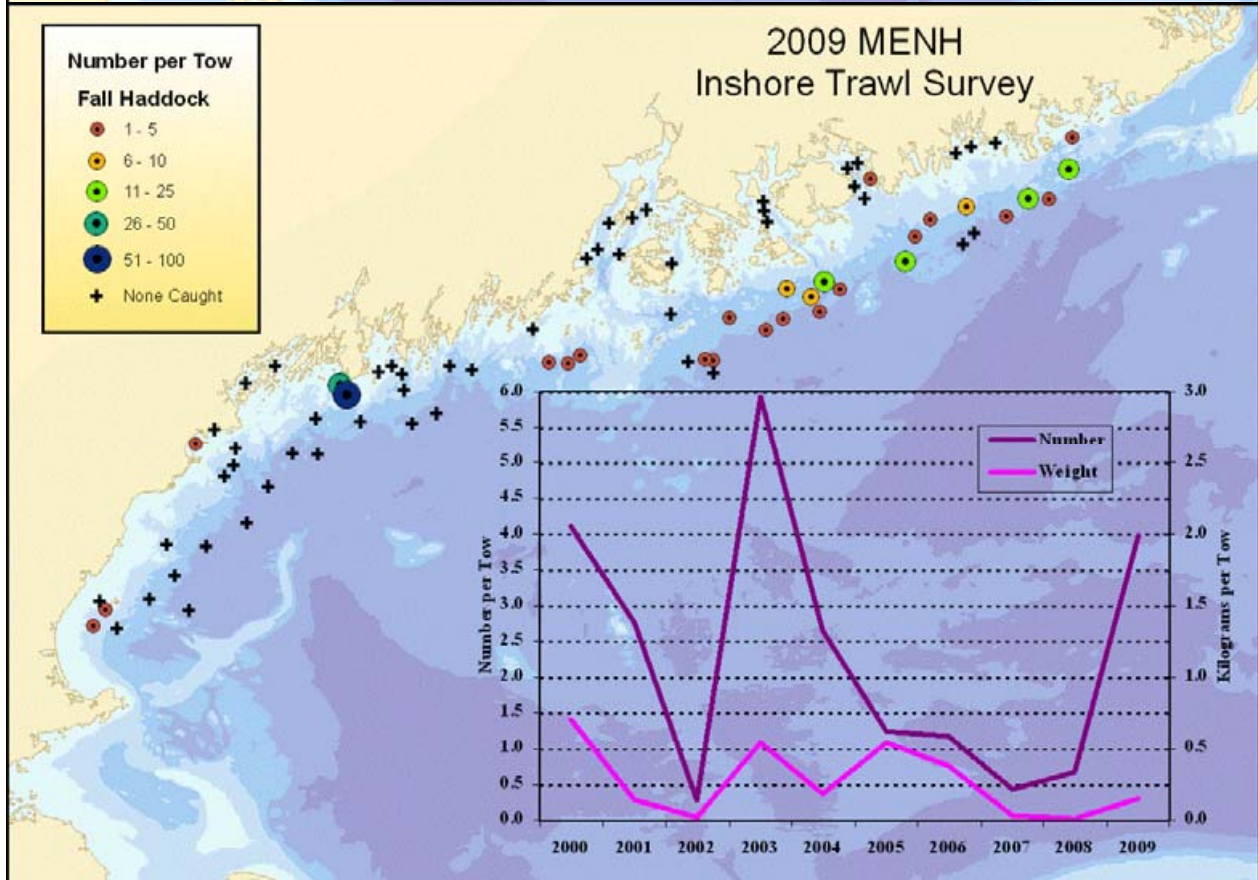 2009 MENH
Inshore Trawl Survey
Number per Tow
Fall Haddock
1 - 5
6 - 10
11 - 25
26 - 50
51 - 100
None Caught
Number
Weight
Number per Tow
6.0
5.5
5.0
4.5
4.0
3.5
3.0
2.5
2.0
1.5
1.0
0.5
0.0
Kilograms per Tow
3.0
2.5
2.0
1.5
1.0
0.5
0.0
2000 2001 2002 2003 2004 2005 2006 2007 2008 2009